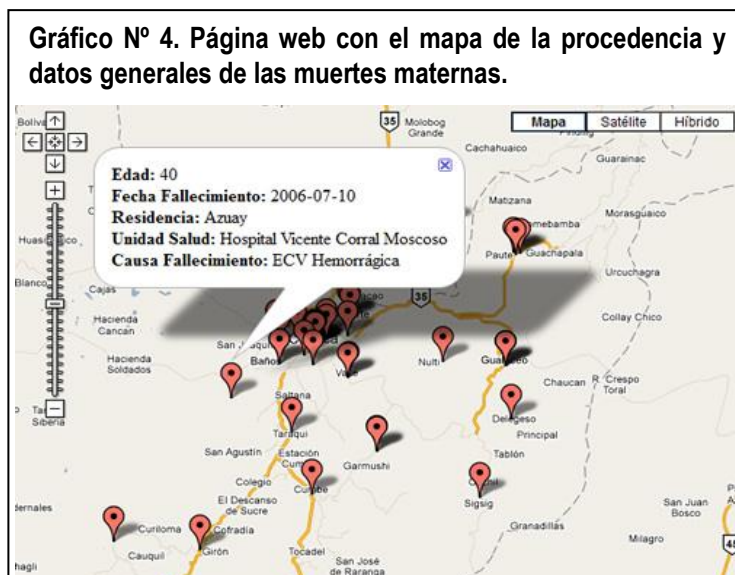 Gráfico Nº 4. Página web con el mapa de la procedencia y
datos generales de las muertes maternas.
35
Molobog
Grande
Mapa
Satélite
Híbrido
Cachahuaico
Guarainac
Edad: 40
Fecha Fallecimiento: 2006-07-10
Residencia: Azuay
Unidad Salud: Hospital Vicente Corral Moscoso
Causa Fallecimiento: ECV Hemorrágica
Matizana
Morasguaico
Paute
Guachapala
Urcuchagra
Cajas
35
Hacienda
Cancan
Collay Chico
Hacienda
Soldados
Baños
Nulti
Chaucan
R. Crespo
Toral
Saltana
Delegeso
Tarqui
Principal
San Agustín
Estación
Garmushi
Tablón
Colegio
Sigsig
El Descanso
de Sucre
San Juan
Bosco
Curiloma
Cofradía
Granadillas
Milagro
Cauquil
Girón
Tocadel
San José
de Raranga